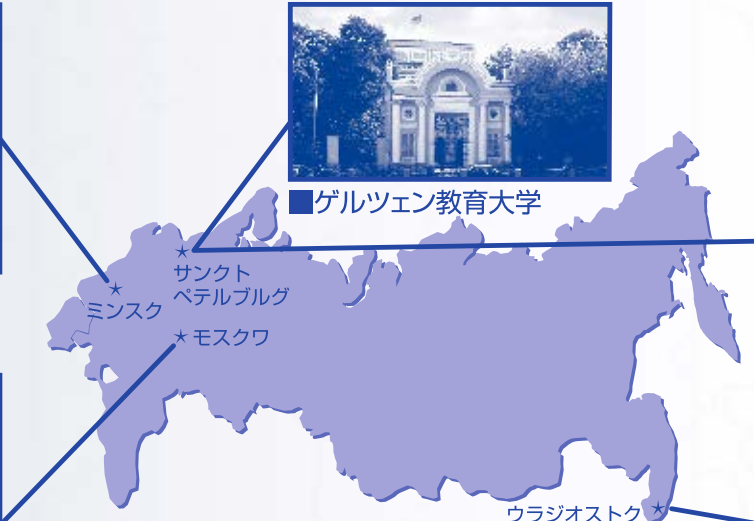 ■ゲルツェン教育大学
サンクト
ペテルブルグ
ミンスク
モスクワ
ウラジオストク